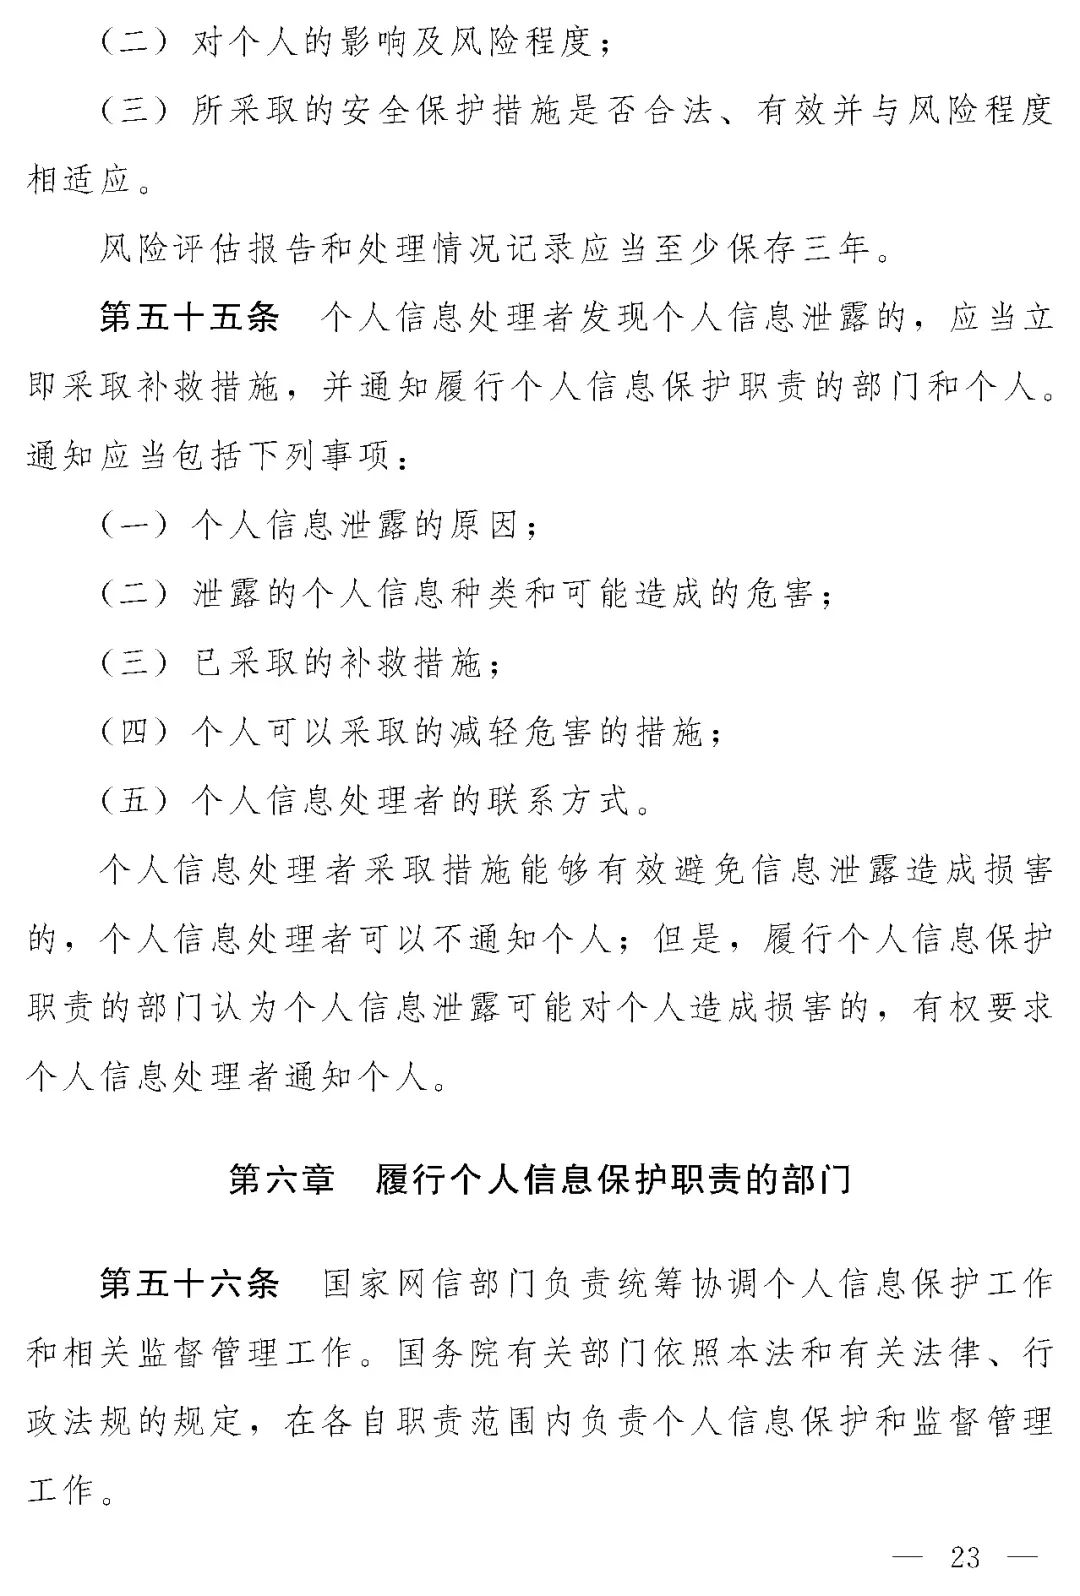 （二）对个人的影响及风险程度；
（三）所采取的安全保护措施是否合法、有效并与风险程度
相适应。
风险评估报告和处理情况记录应当至少保存三年。
第五十五条　个人信息处理者发现个人信息泄露的，应当立
即采取补救措施，并通知履行个人信息保护职责的部门和个人。
通知应当包括下列事项：
（一）个人信息泄露的原因；
（二）泄露的个人信息种类和可能造成的危害；
（三）已采取的补救措施；
（四）个人可以采取的减轻危害的措施；
（五）个人信息处理者的联系方式。
个人信息处理者采取措施能够有效避免信息泄露造成损害
的，个人信息处理者可以不通知个人；但是，履行个人信息保护
职责的部门认为个人信息泄露可能对个人造成损害的，有权要求
个人信息处理者通知个人。
第六章　履行个人信息保护职责的部门
第五十六条　国家网信部门负责统筹协调个人信息保护工作
和相关监督管理工作。国务院有关部门依照本法和有关法律、行
政法规的规定，在各自职责范围内负责个人信息保护和监督管理
工作。
— 23 —